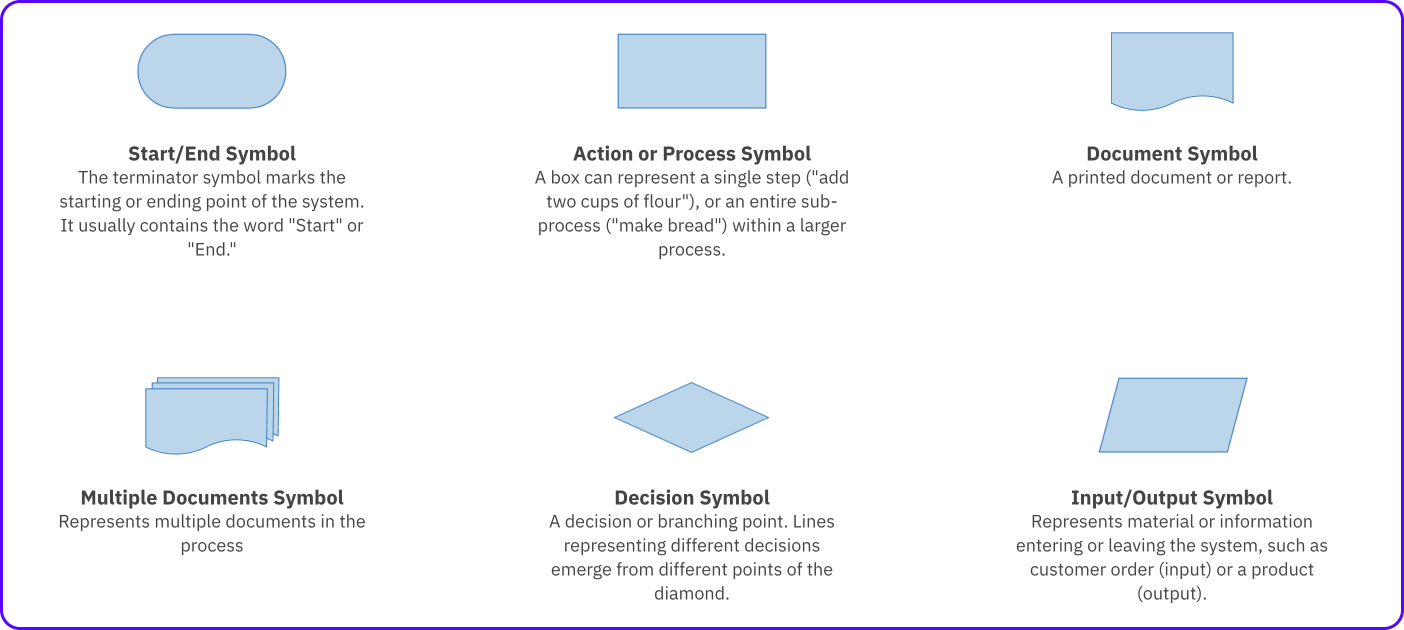 Start/End Symbol
The terminator symbol marks the
starting or ending point of the system.
It usually contains the word "Start" or
"End."
Action or Process Symbol
A box can represent a single step ("add
two cups of flour"), or an entire sub-
process ("make bread") within a larger
process.
Document Symbol
A printed document or report.
Multiple Documents Symbol
Represents multiple documents in the
process
Decision Symbol
A decision or branching point. Lines
representing different decisions
emerge from different points of the
diamond.
Input/Output Symbol
Represents material or information
entering or leaving the system, such as
customer order (input) or a product
(output).